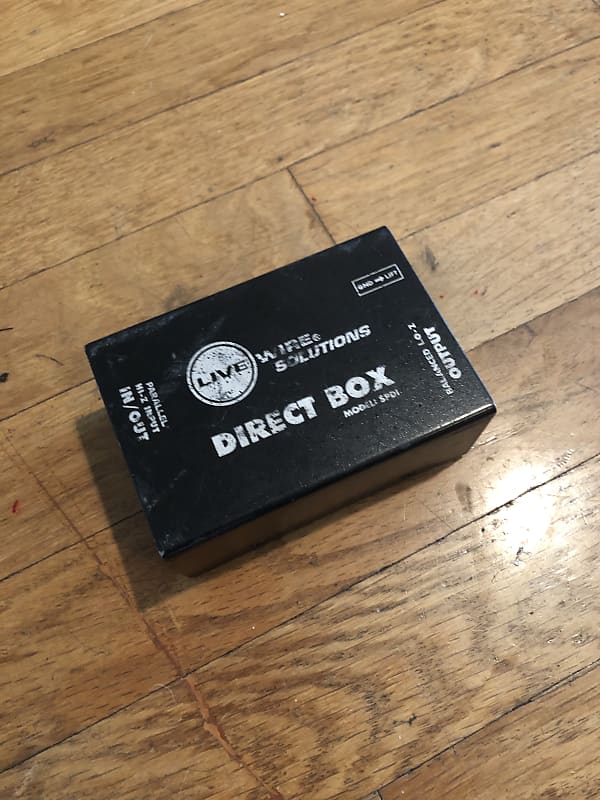 GND ➡ LIFT
LIVE WIRE® SOLUTIONS
DIRECT BOX
MODEL: SPDI
PARALLEL
HI-Z INPUT
IN/OUT
BALANCED LO-Z
OUTPUT